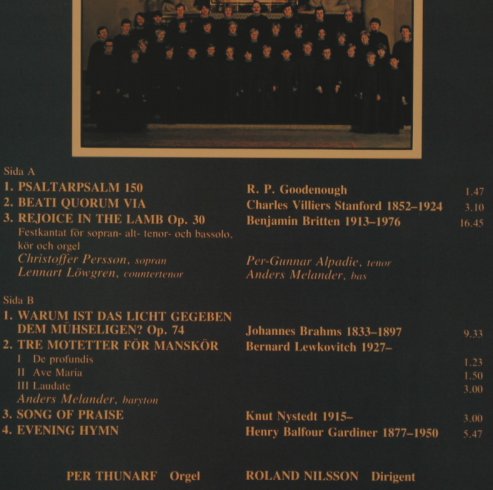 Sida A
1. PSALTARPSALM 150 R. P. Goodenough 1.47
2. BEATI QUORUM VIA Charles Villiers Stanford 1852–1924 3.10
3. REJOICE IN THE LAMB Op. 30 Benjamin Britten 1913–1976 16.45
Festkantat för sopran- alt- tenor- och bassolo,
kör och orgel
Christoffer Persson, sopran Per-Gunnar Alpadie, tenor
Lennart Löwgren, countertenor Anders Melander, bas
Sida B
1. WARUM IST DAS LICHT GEGEBEN
DEM MÜHSELIGEN? Op. 74 Johannes Brahms 1833–1897 9.33
2. TRE MOTETTER FÖR MANSKÖR Bernard Lewkovitch 1927–
I De profundis 1.23
II Ave Maria 1.50
III Laudate 3.00
Anders Melander, baryton
3. SONG OF PRAISE Knut Nystedt 1915– 3.00
4. EVENING HYMN Henry Balfour Gardiner 1877–1950 5.47
PER THUNARF Orgel ROLAND NILSSON Dirigent